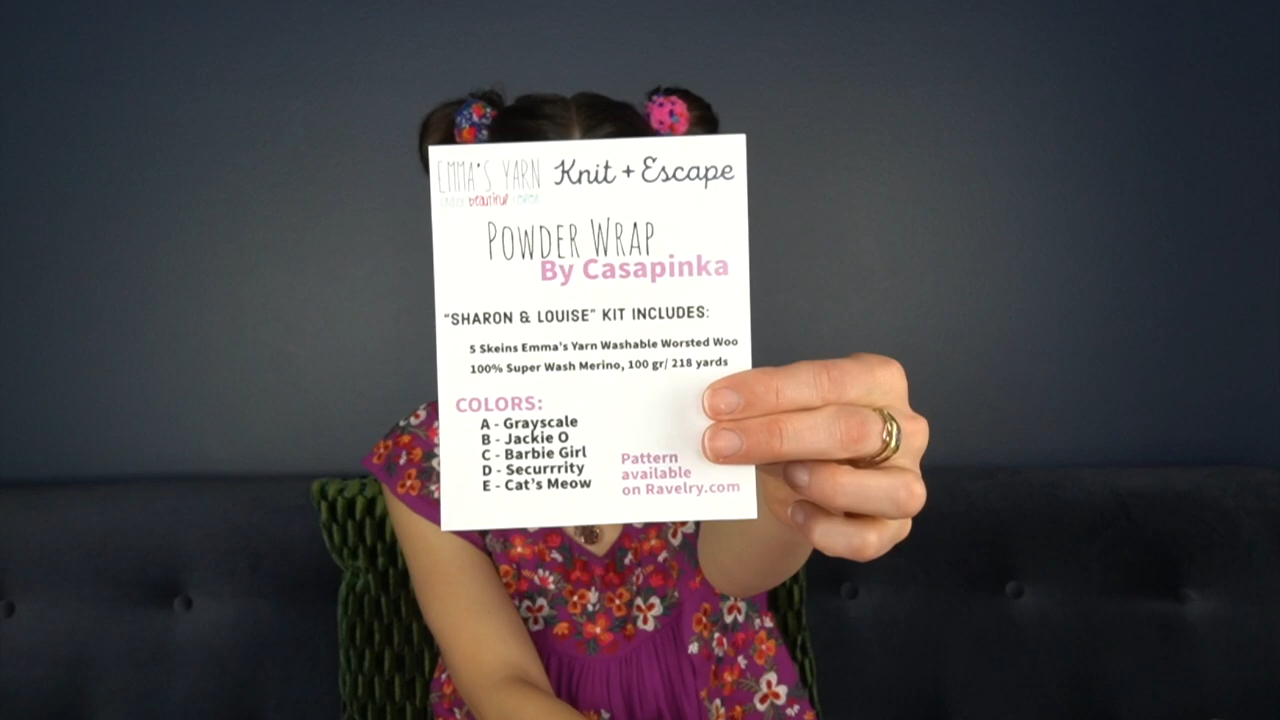 EMMA'S YARN Knit + Escape
beautiful
POWDER WRAP
By Casapinka
"SHARON & LOUISE" KIT INCLUDES:
5 Skeins Emma's Yarn Washable Worsted Woo
100% Super Wash Merino, 100 gr/ 218 yards
COLORS:
A - Grayscale
B - Jackie O
C - Barbie Girl
D - Securrrity
E - Cat's Meow
Pattern
available
on Ravelry.com